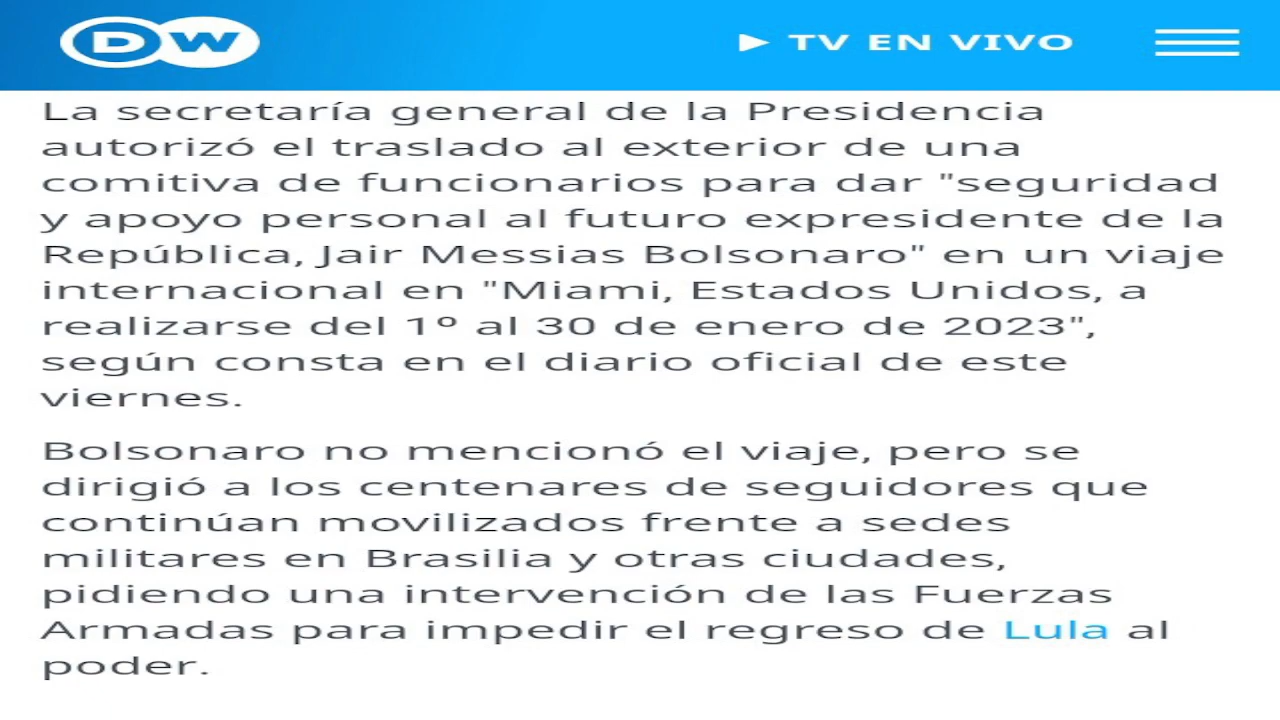 DW
TV EN VIVO
La secretaría general de la Presidencia
autorizó el traslado al exterior de una
comitiva de funcionarios para dar "seguridad
y apoyo personal al futuro expresidente de la
República, Jair Messias Bolsonaro" en un viaje
internacional en "Miami, Estados Unidos, a
realizarse del 1º al 30 de enero de 2023",
según consta en el diario oficial de este
viernes.
Bolsonaro no mencionó el viaje, pero se
dirigió a los centenares de seguidores que
continúan movilizados frente a sedes
militares en Brasilia y otras ciudades,
pidiendo una intervención de las Fuerzas
Armadas para impedir el regreso de Lula al
poder.